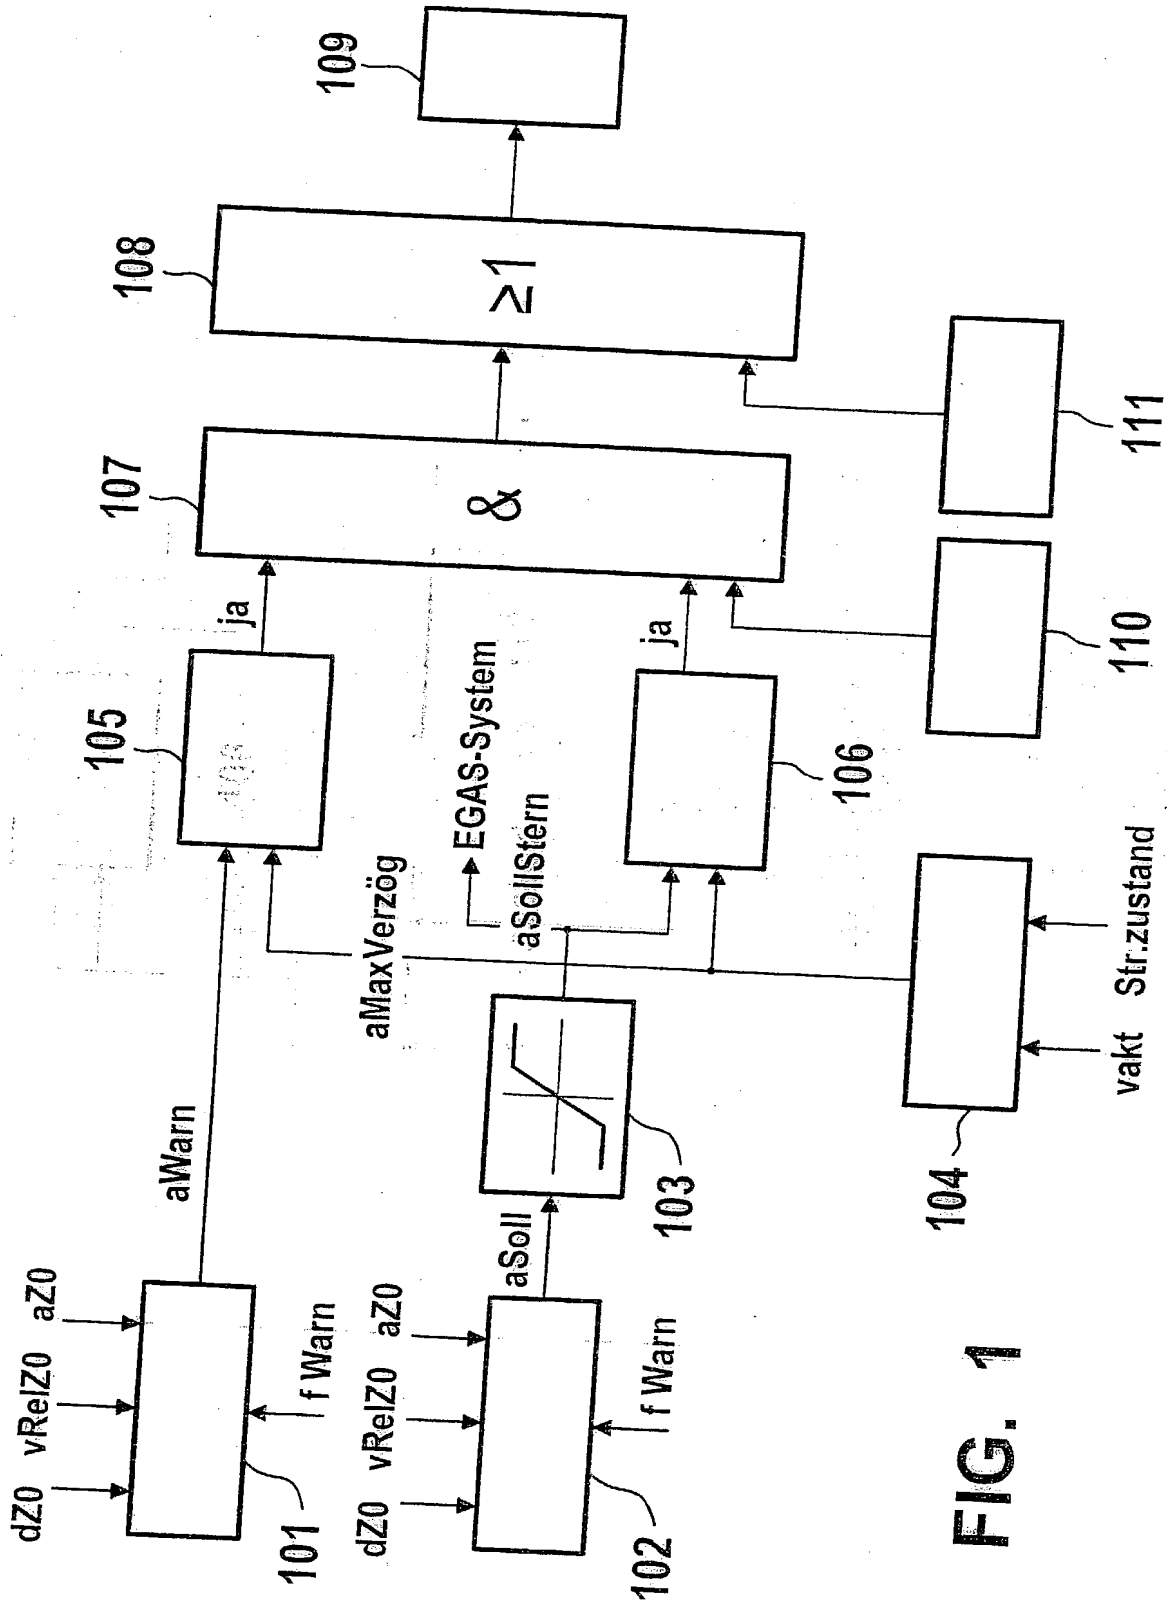 dZ0
vRelZ0
aZ0
f Warn
101
aWarn
105
ja
107
&
108
≥1
109
dZ0
vRelZ0
aZ0
f Warn
102
aSoll
103
aMaxVerzög
aSollStern
EGAS-System
106
ja
104
vakt
Str.zustand
110
111
FIG. 1